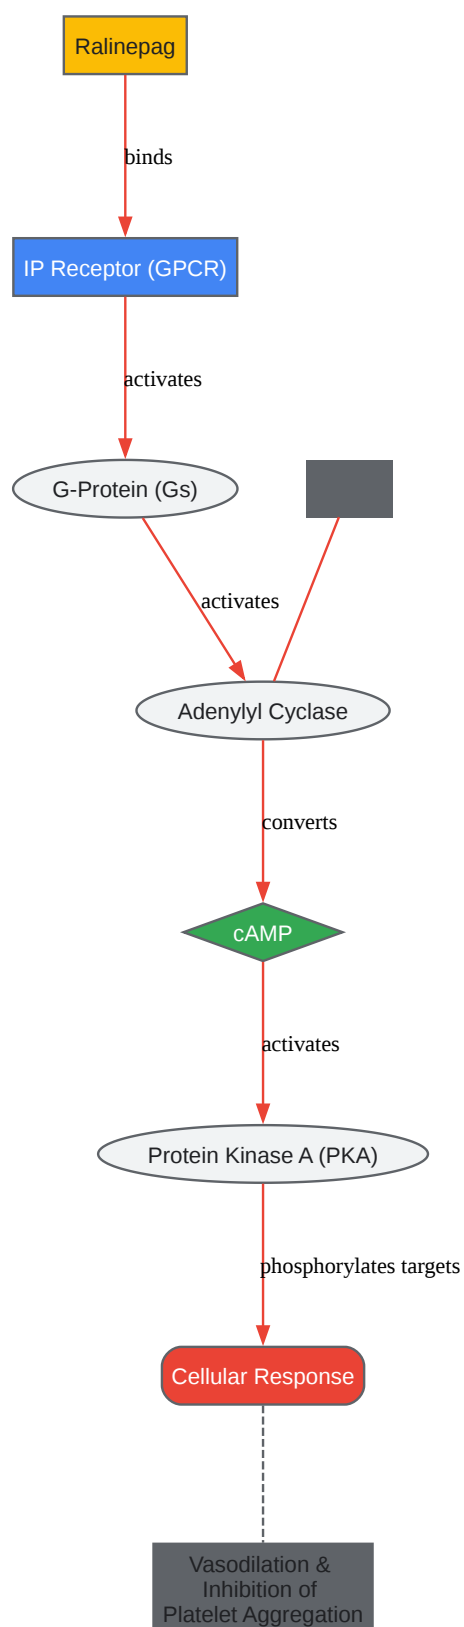 Ralinepag
binds
IP Receptor (GPCR)
activates
G-Protein (Gs)
activates
Adenylyl Cyclase
converts
cAMP
activates
Protein Kinase A (PKA)
phosphorylates targets
Cellular Response
Vasodilation &
Inhibition of
Platelet Aggregation